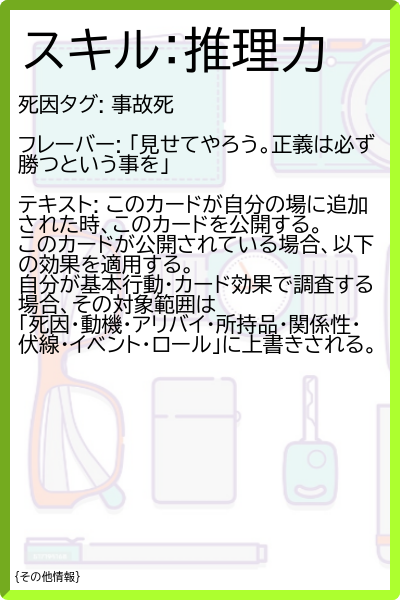 スキル：推理力
死因タグ: 事故死
フレーバー: 「見せてやろう。正義は必ず
勝つという事を」
テキスト: このカードが自分の場に追加
された時、このカードを公開する。
このカードが公開されている場合、以下
の効果を適用する。
自分が基本行動・カード効果で調査する
場合、その対象範囲は
「死因・動機・アリバイ・所持品・関係性・
伏線・イベント・ロール」に上書きされる。
{その他情報}